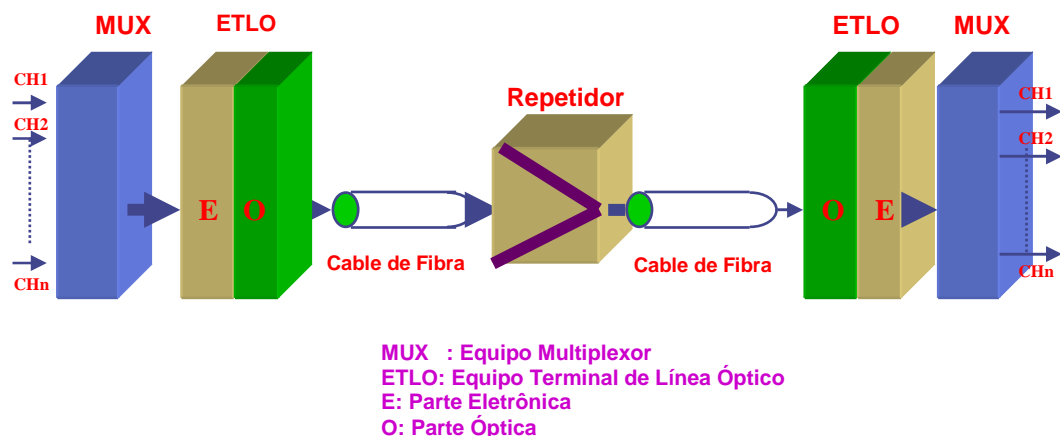 MUX
ETLO
ETLO
MUX
CH1
CH2
CHn
E
O
Cable de Fibra
Repetidor
Cable de Fibra
O
E
CH1
CH2
CHn
MUX : Equipo Multiplexor
ETLO: Equipo Terminal de Línea Óptico
E: Parte Eletrônica
O: Parte Óptica